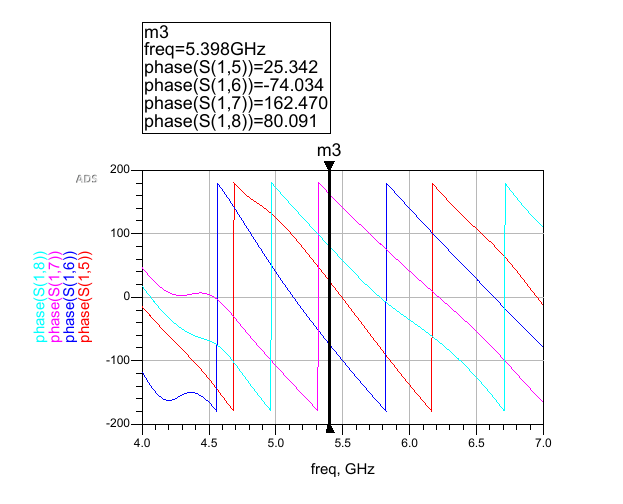 m3
freq=5.398GHz
phase(S(1,5))=25.342
phase(S(1,6))=-74.034
phase(S(1,7))=162.470
phase(S(1,8))=80.091
m3
ADS
200
100
0
-100
-200
phase(S(1,8))
phase(S(1,7))
phase(S(1,6))
phase(S(1,5))
4.0 4.5 5.0 5.5 6.0 6.5 7.0
freq, GHz